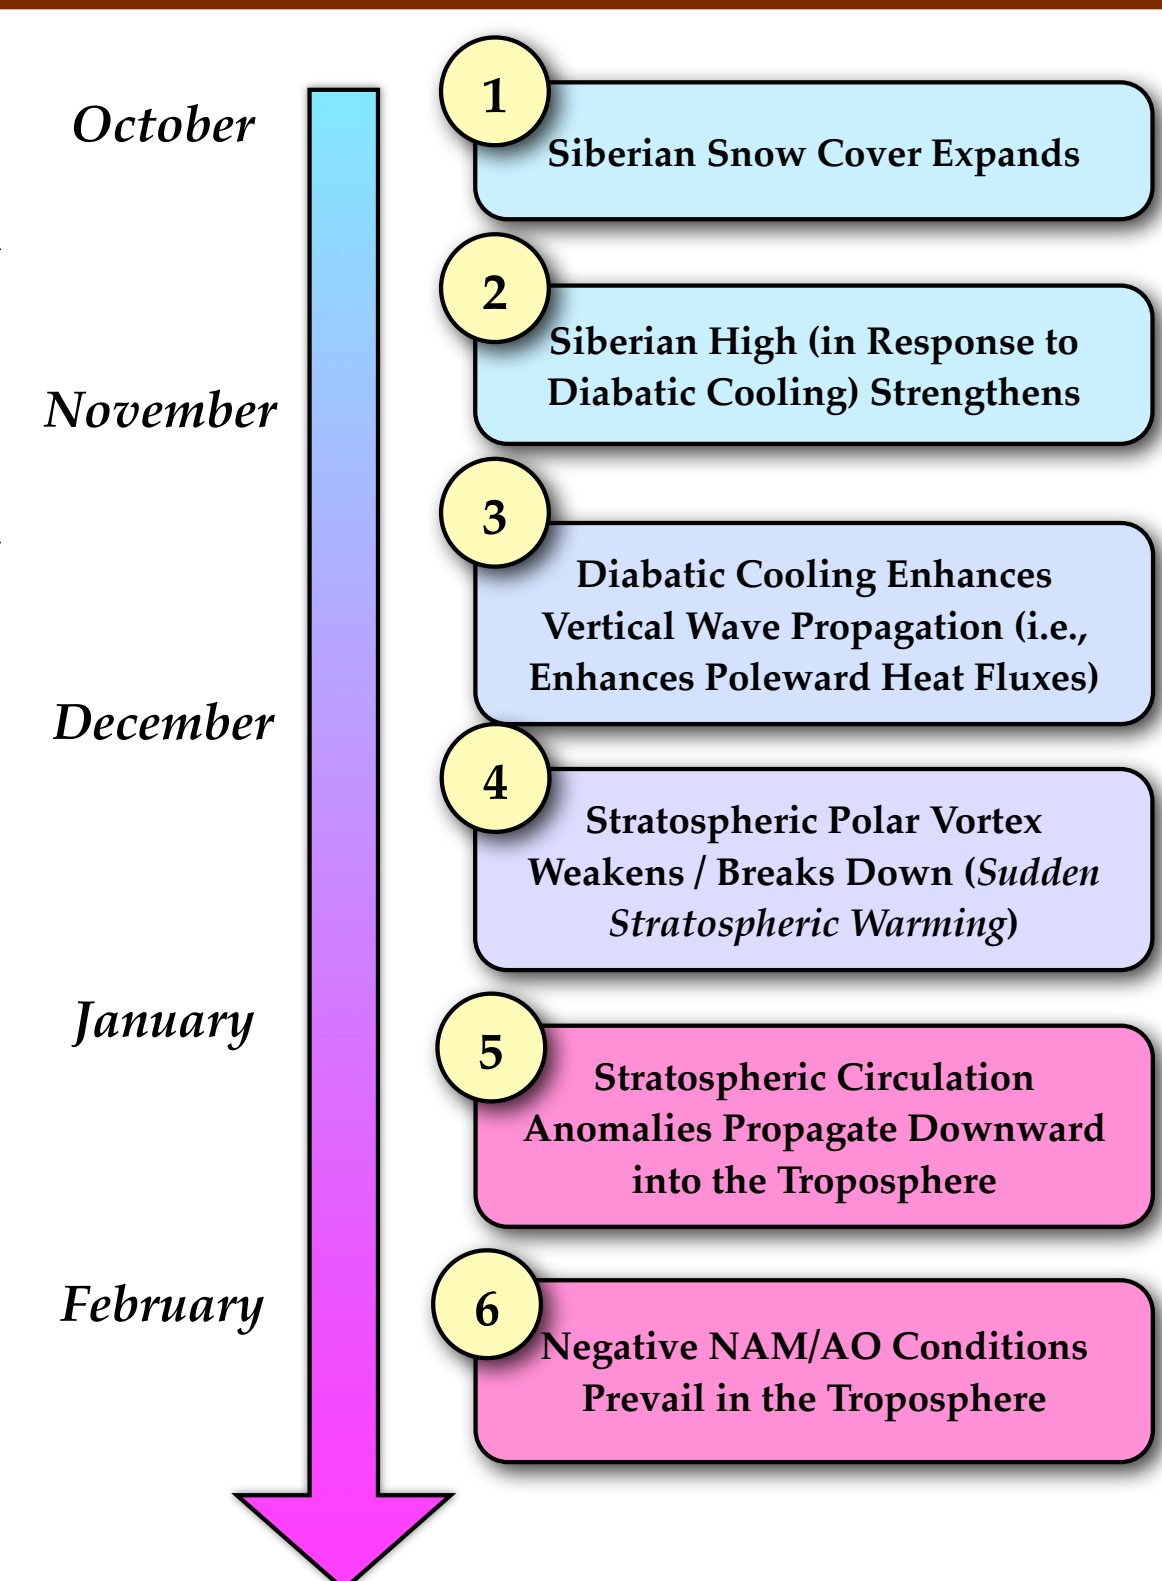 October
1
Siberian Snow Cover Expands
2
Siberian High (in Response to
Diabatic Cooling) Strengthens
November
3
Diabatic Cooling Enhances
Vertical Wave Propagation (i.e.,
Enhances Poleward Heat Fluxes)
December
4
Stratospheric Polar Vortex
Weakens / Breaks Down (Sudden
Stratospheric Warming)
January
5
Stratospheric Circulation
Anomalies Propagate Downward
into the Troposphere
February
6
Negative NAM/AO Conditions
Prevail in the Troposphere